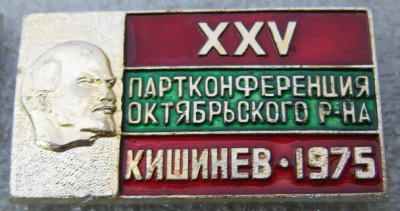 XXV
ПАРТКОНФЕРЕНЦИЯ
ОКТЯБРЬСКОГО Р-НА
КИШИНЕВ·1975